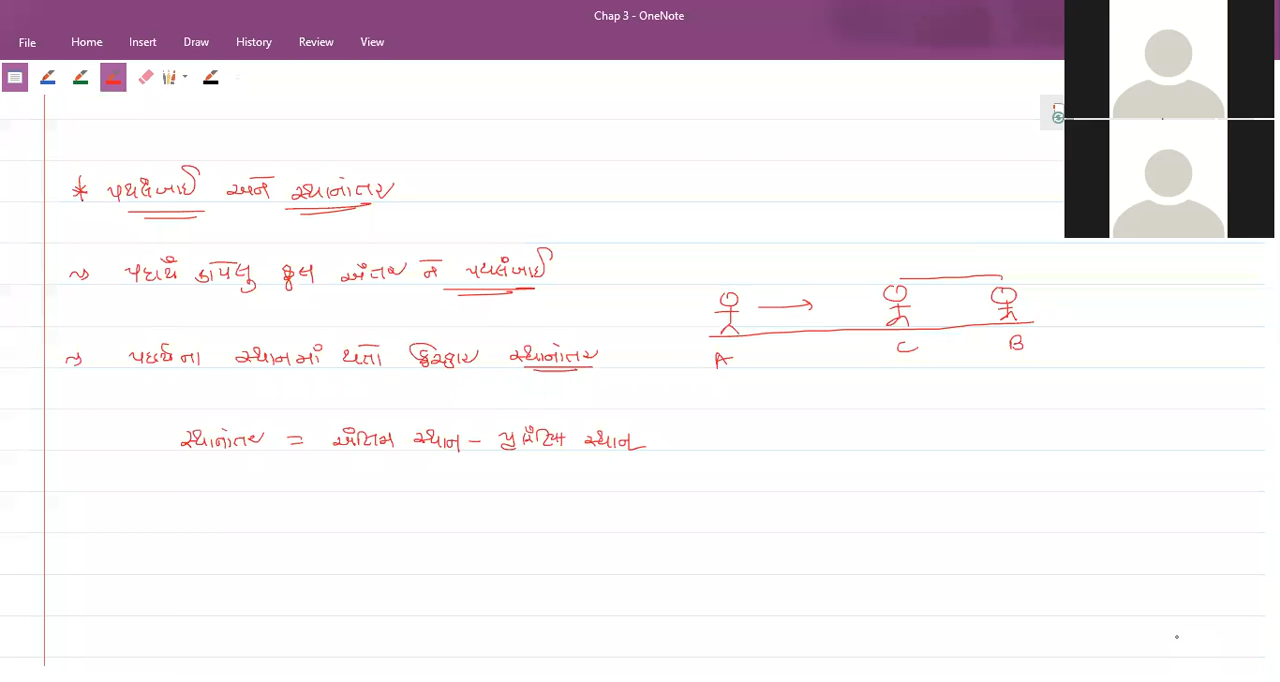 Chap 3 - OneNote
File Home Insert Draw History Review View
* પથલંબાઈ અને સ્થાનાંતર
~> પદાર્થે કાપેલુ કુલ અંતર ને પથલંબાઈ
~> પદાર્થના સ્થાનમાં થતા ફેરફાર સ્થાનાંતર
A C B
સ્થાનાંતર = અંતિમ સ્થાન - પ્રારંભિક સ્થાન